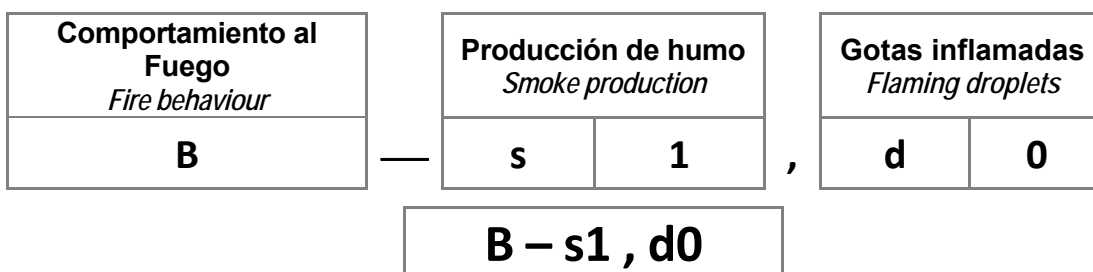 Comportamiento al
Fuego
Fire behaviour
Producción de humo
Smoke production
Gotas inflamadas
Flaming droplets
B — s 1 , d 0
B – s1 , d0